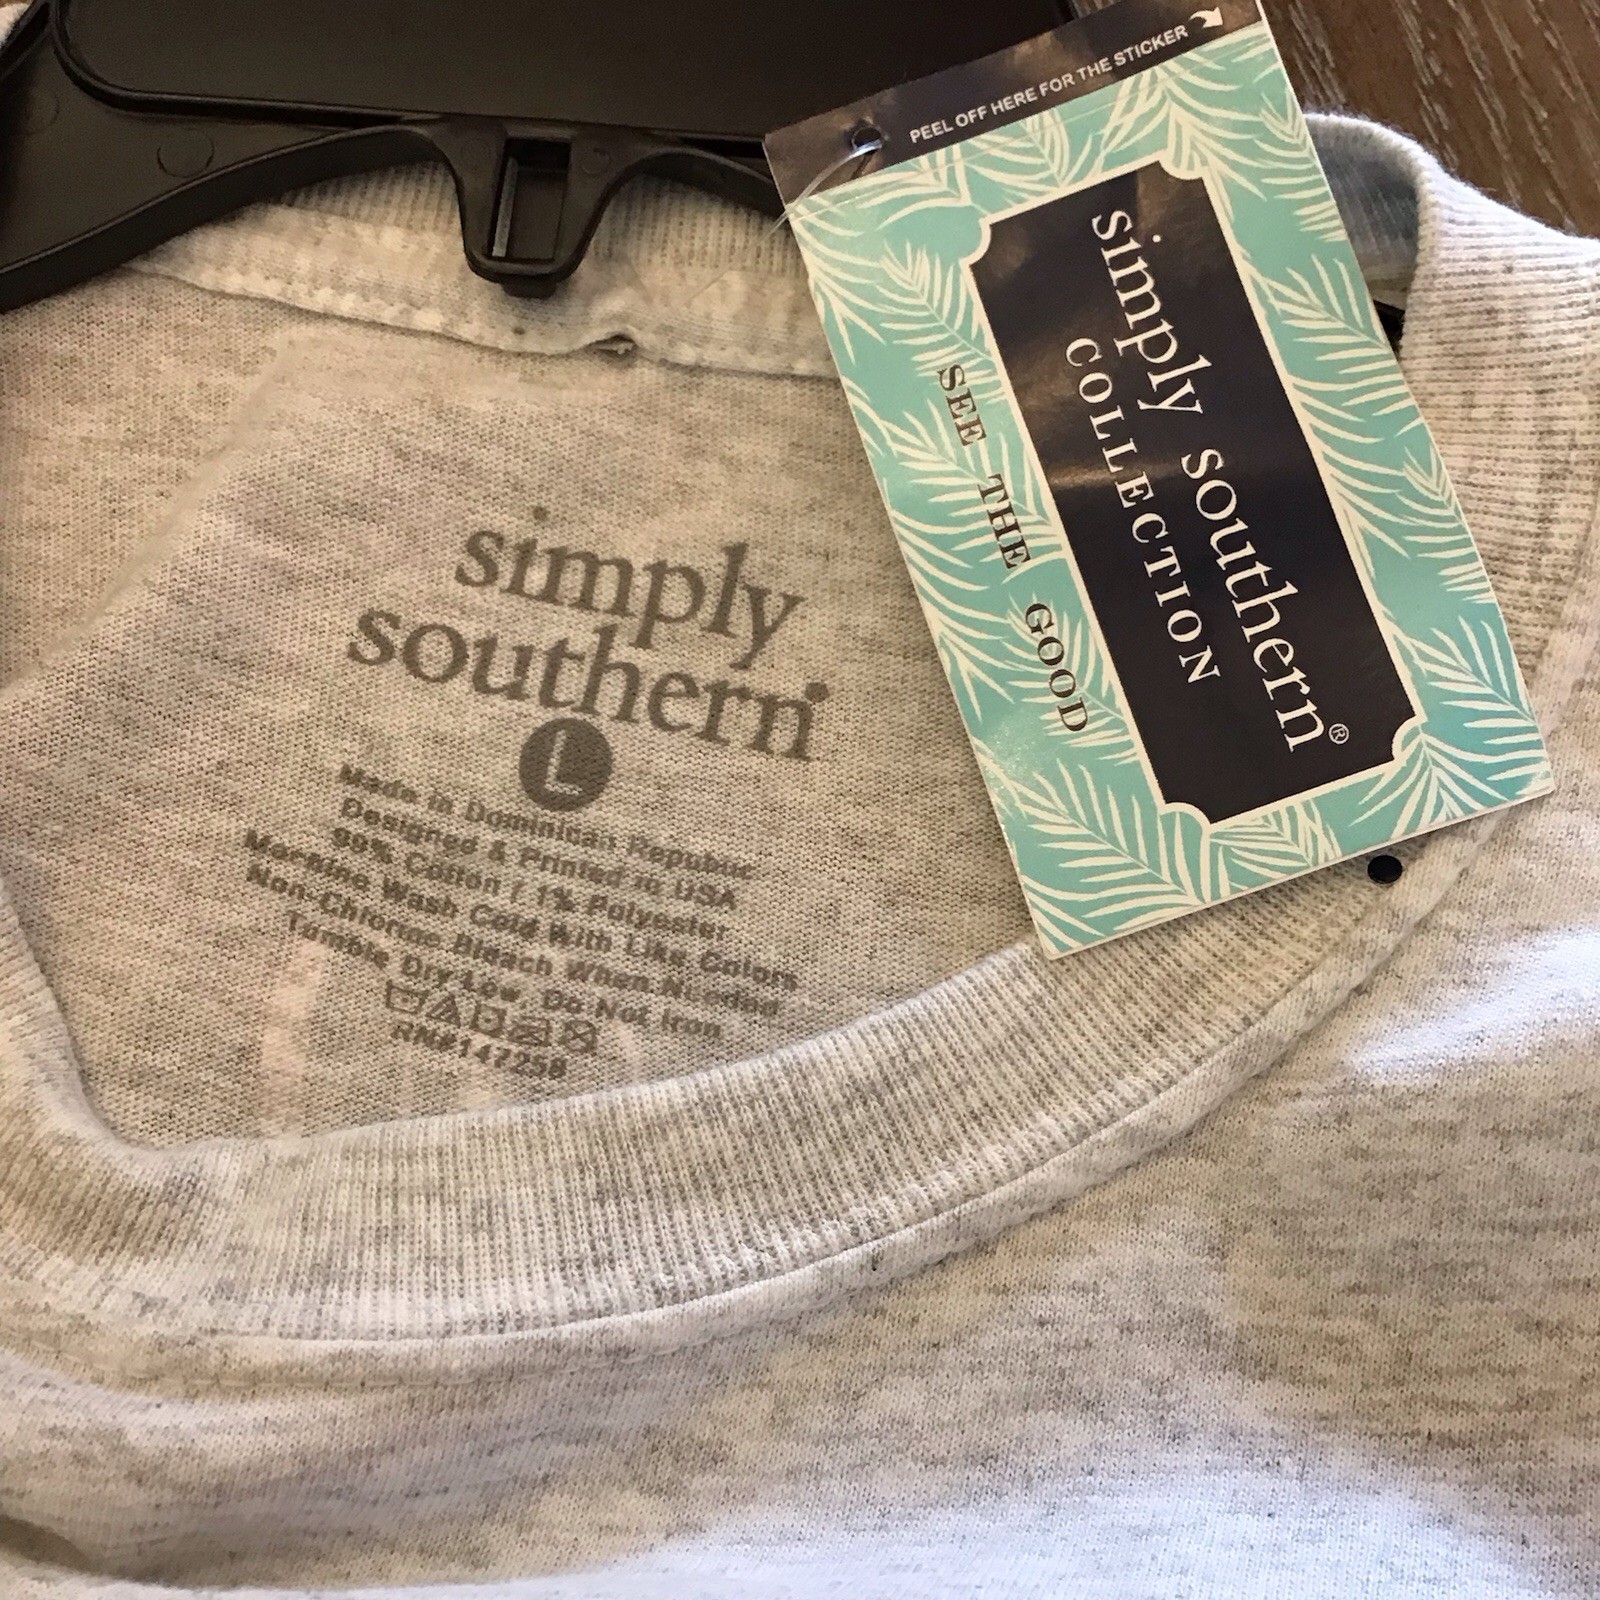 PEEL OFF HERE FOR THE STICKER
simply southern®
COLLECTION
SEE THE GOOD
simply
southern®
L
Made in Dominican Republic
Designed & Printed in USA
99% Cotton / 1% Polyester
Machine Wash Cold With Like Colors
Non-Chlorine Bleach When Needed
Tumble Dry Low, Do Not Iron
RN#147258